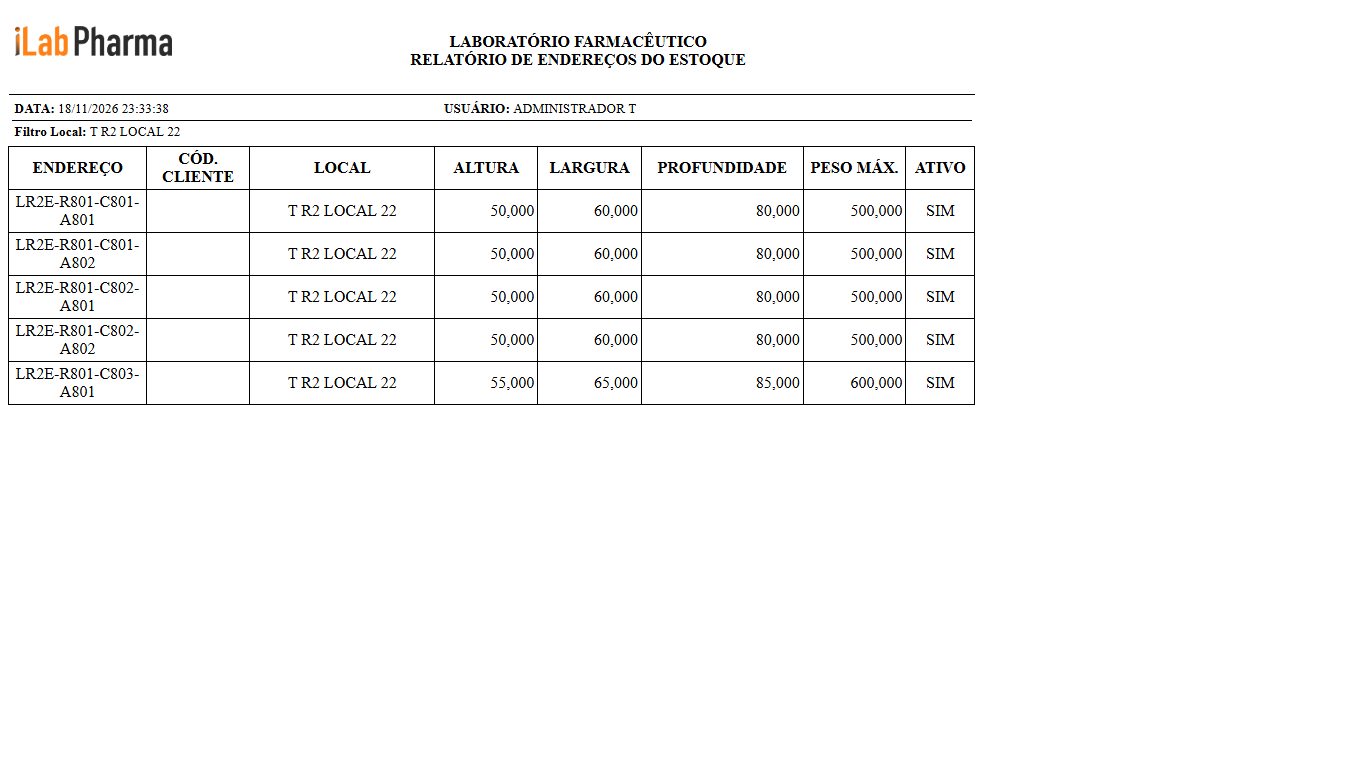 iLabPharma
LABORATÓRIO FARMACÊUTICO
RELATÓRIO DE ENDEREÇOS DO ESTOQUE
DATA: 18/11/2026 23:33:38 USUÁRIO: ADMINISTRADOR T
Filtro Local: T R2 LOCAL 22
ENDEREÇO CÓD. CLIENTE LOCAL ALTURA LARGURA PROFUNDIDADE PESO MÁX. ATIVO
LR2E-R801-C801-A801 T R2 LOCAL 22 50,000 60,000 80,000 500,000 SIM
LR2E-R801-C801-A802 T R2 LOCAL 22 50,000 60,000 80,000 500,000 SIM
LR2E-R801-C802-A801 T R2 LOCAL 22 50,000 60,000 80,000 500,000 SIM
LR2E-R801-C802-A802 T R2 LOCAL 22 50,000 60,000 80,000 500,000 SIM
LR2E-R801-C803-A801 T R2 LOCAL 22 55,000 65,000 85,000 600,000 SIM